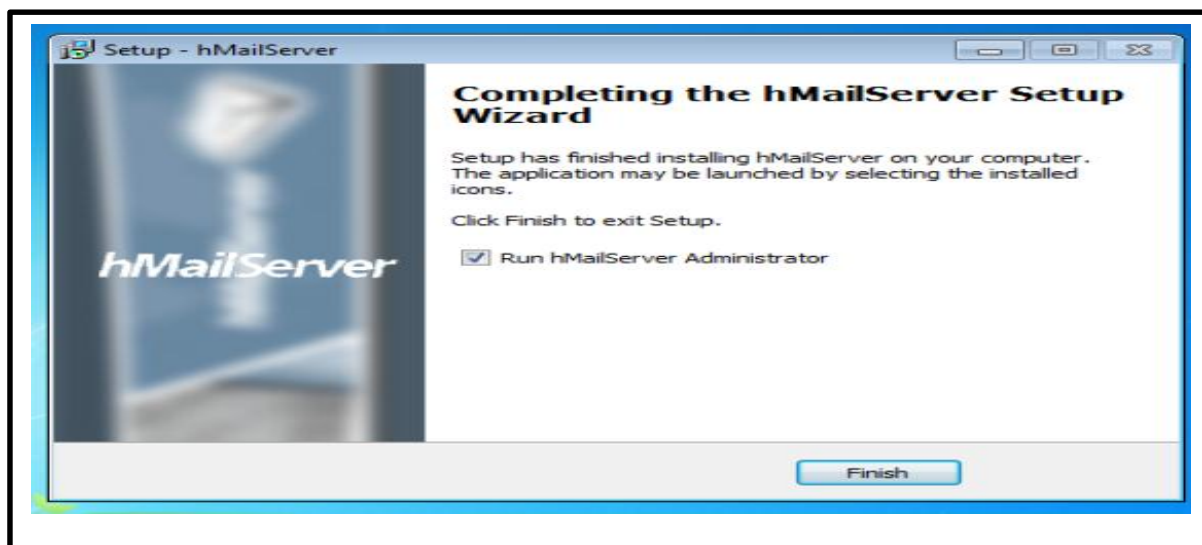 Setup - hMailServer
Completing the hMailServer Setup
Wizard
Setup has finished installing hMailServer on your computer.
The application may be launched by selecting the installed
icons.
Click Finish to exit Setup.
hMailServer
Run hMailServer Administrator
Finish